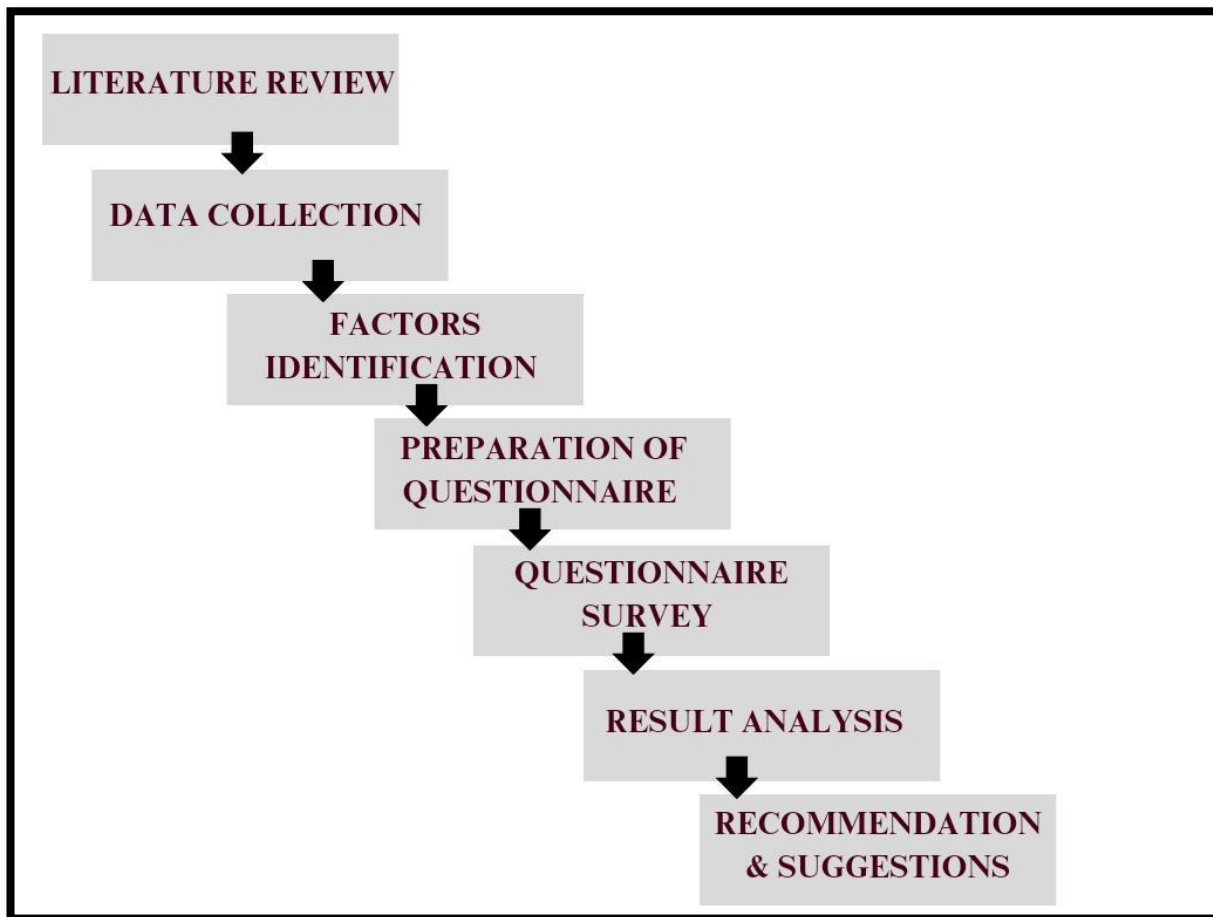 LITERATURE REVIEW
DATA COLLECTION
FACTORS
IDENTIFICATION
PREPARATION OF
QUESTIONNAIRE
QUESTIONNAIRE
SURVEY
RESULT ANALYSIS
RECOMMENDATION
& SUGGESTIONS